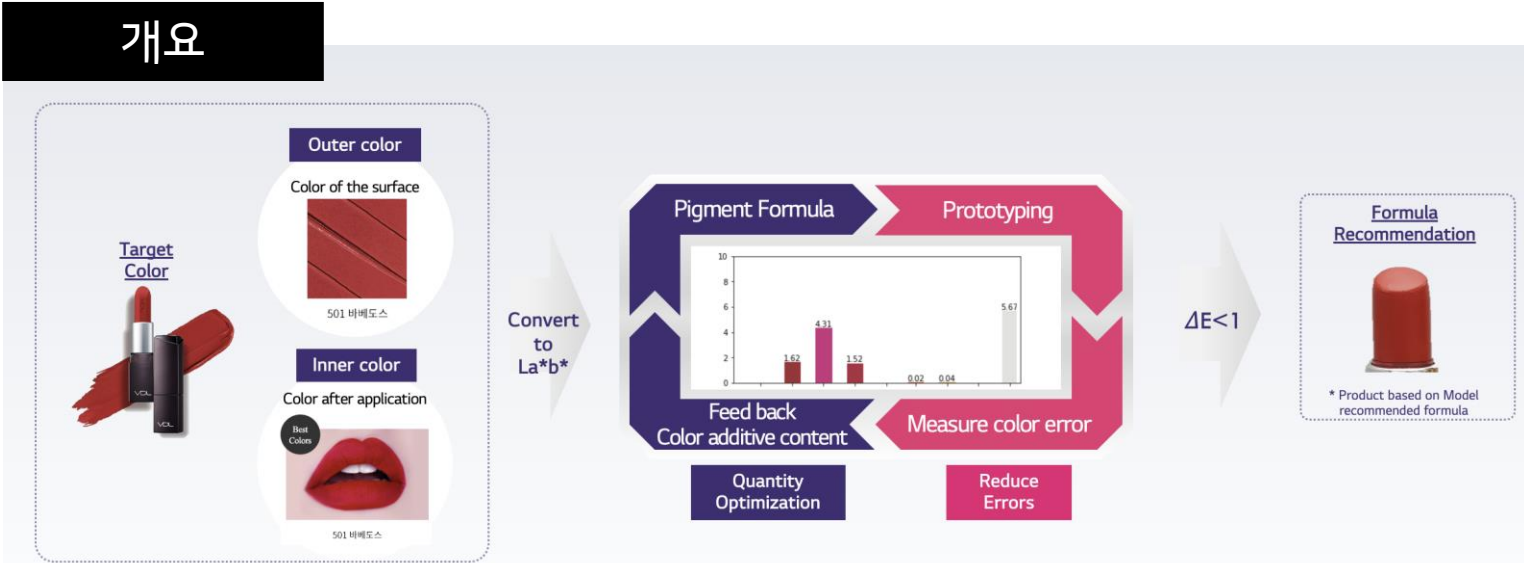 개요
Target
Color
VDL
VDL
Outer color
Color of the surface
501 바베도스
Inner color
Color after application
Best
Colors
501 바베도스
Convert
to
La*b*
Pigment Formula
Prototyping
10
8
6
4
2
0
1.62
4.31
1.52
0.02
0.04
5.67
Feed back
Color additive content
Measure color error
Quantity
Optimization
Reduce
Errors
ΔE<1
Formula
Recommendation
* Product based on Model
recommended formula